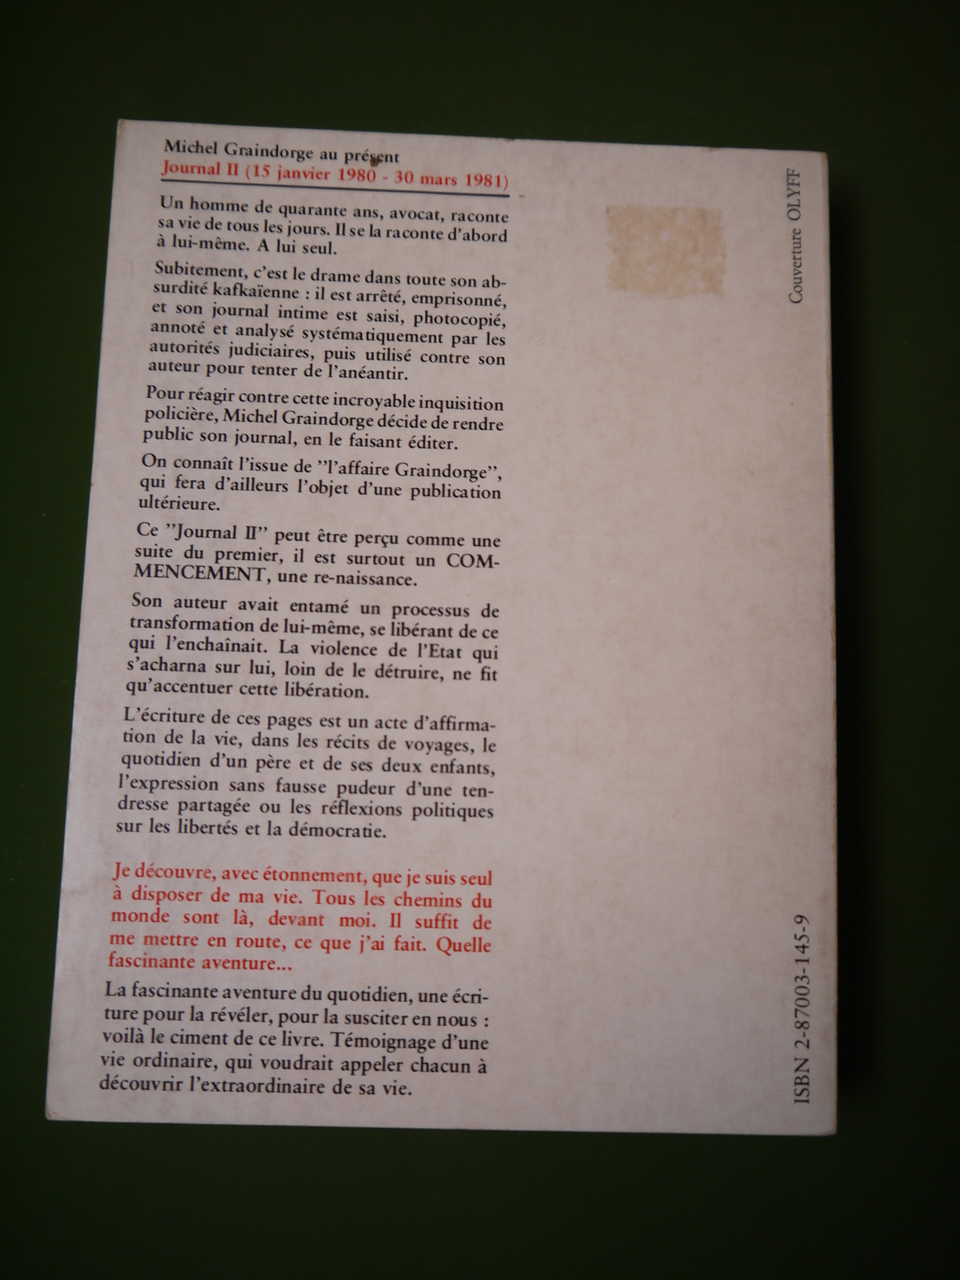 Michel Graindorge au présent
Journal II (15 janvier 1980 - 30 mars 1981)
Un homme de quarante ans, avocat, raconte
sa vie de tous les jours. Il se la raconte d'abord
à lui-même. A lui seul.
Subitement, c'est le drame dans toute son ab-
surdité kafkaïenne : il est arrêté, emprisonné,
et son journal intime est saisi, photocopié,
annoté et analysé systématiquement par les
autorités judiciaires, puis utilisé contre son
auteur pour tenter de l'anéantir.
Pour réagir contre cette incroyable inquisition
policière, Michel Graindorge décide de rendre
public son journal, en le faisant éditer.
On connaît l'issue de ''l'affaire Graindorge'',
qui fera d'ailleurs l'objet d'une publication
ultérieure.
Ce ''Journal II'' peut être perçu comme une
suite du premier, il est surtout un COM-
MENCEMENT, une re-naissance.
Son auteur avait entamé un processus de
transformation de lui-même, se libérant de ce
qui l'enchaînait. La violence de l'Etat qui
s'acharna sur lui, loin de le détruire, ne fit
qu'accentuer cette libération.
L'écriture de ces pages est un acte d'affirma-
tion de la vie, dans les récits de voyages, le
quotidien d'un père et de ses deux enfants,
l'expression sans fausse pudeur d'une ten-
dresse partagée ou les réflexions politiques
sur les libertés et la démocratie.
Je découvre, avec étonnement, que je suis seul
à disposer de ma vie. Tous les chemins du
monde sont là, devant moi. Il suffit de
me mettre en route, ce que j'ai fait. Quelle
fascinante aventure...
La fascinante aventure du quotidien, une écri-
ture pour la révéler, pour la susciter en nous :
voilà le ciment de ce livre. Témoignage d'une
vie ordinaire, qui voudrait appeler chacun à
découvrir l'extraordinaire de sa vie.
Couverture OLYFF
ISBN 2-87003-145-9